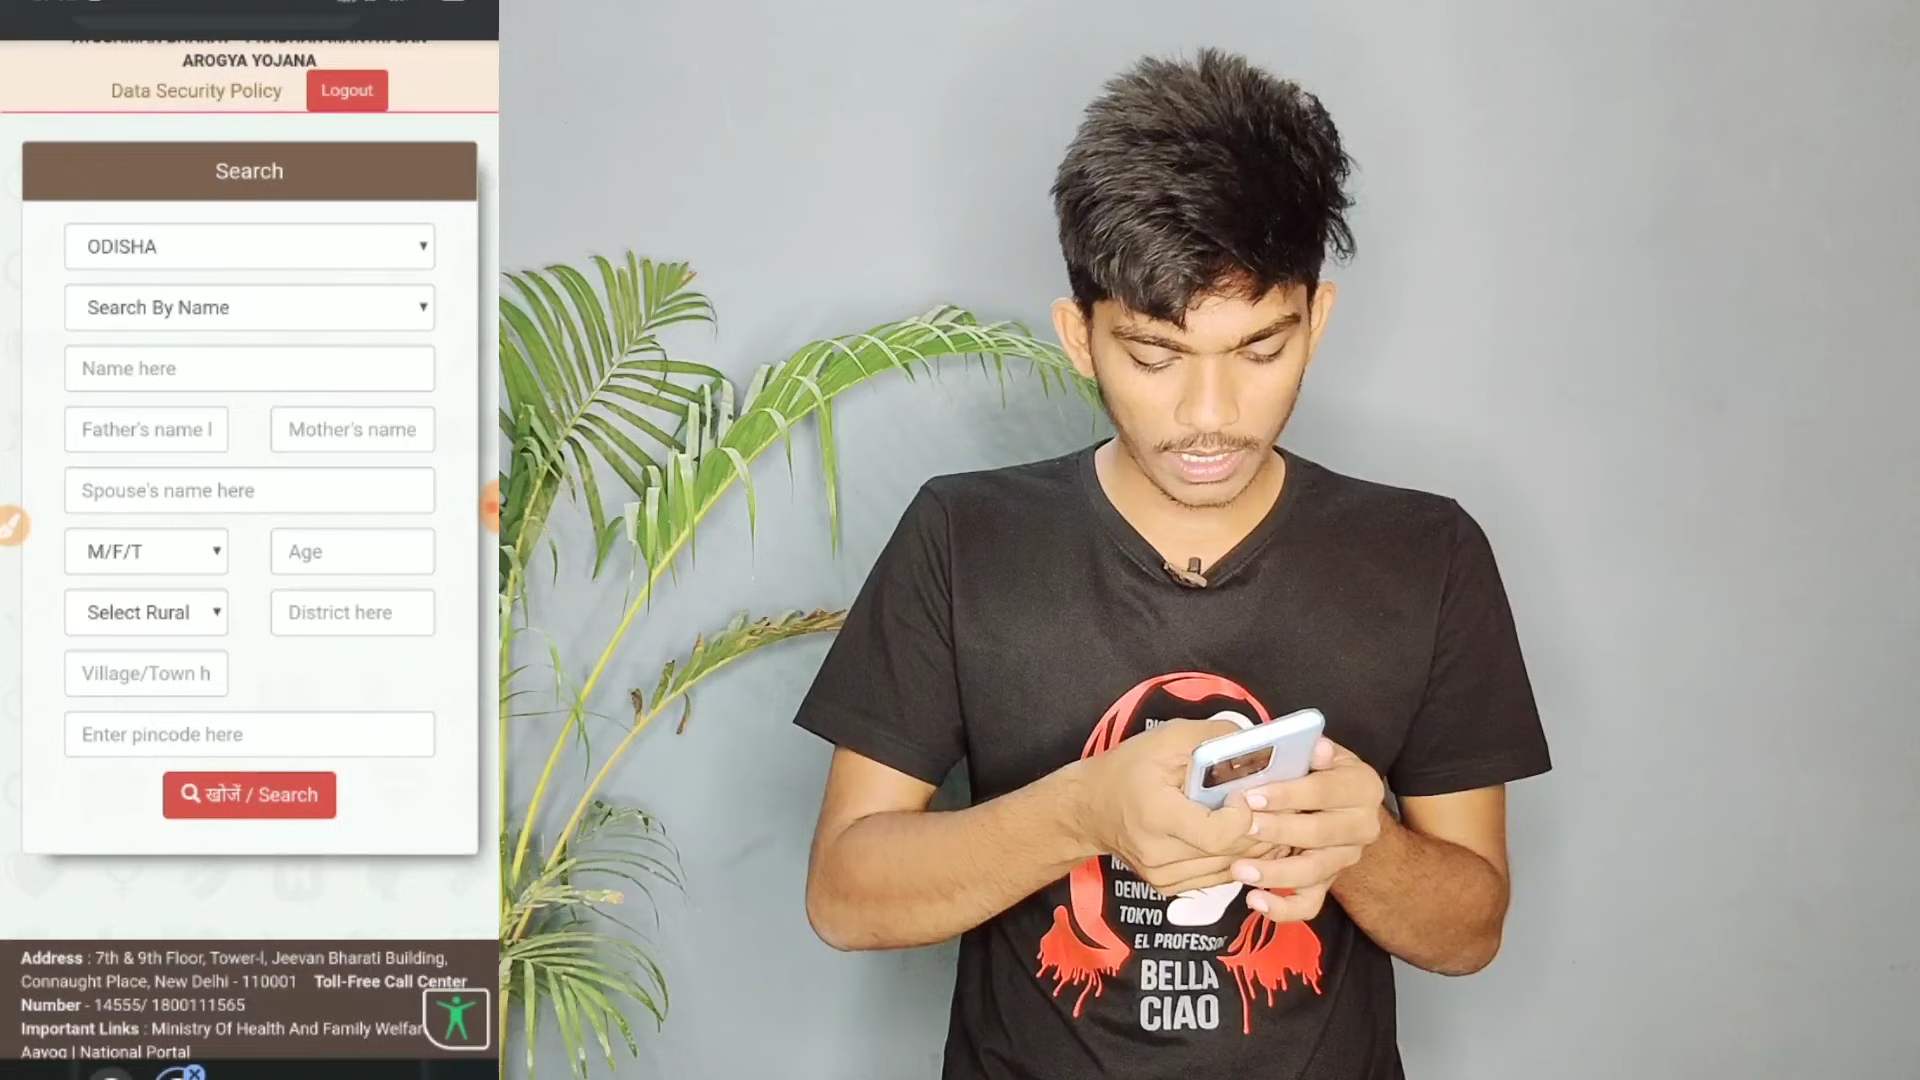 AROGYA YOJANA
Data Security Policy
Logout
Search
ODISHA
Search By Name
Name here
Father's name
Mother's name
Spouse's name here
M/F/T
Age
Select Rural
District here
Village/Town h
Enter pincode here
खोजें / Search
Address : 7th & 9th Floor, Tower-l, Jeevan Bharati Building,
Connaught Place, New Delhi - 110001 Toll-Free Call Center
Number - 14555/ 1800111565
Important Links : Ministry Of Health And Family Welfar
Aayog | National Portal
DENVER
TOKYO
EL PROFESSO
BELLA
CIAO